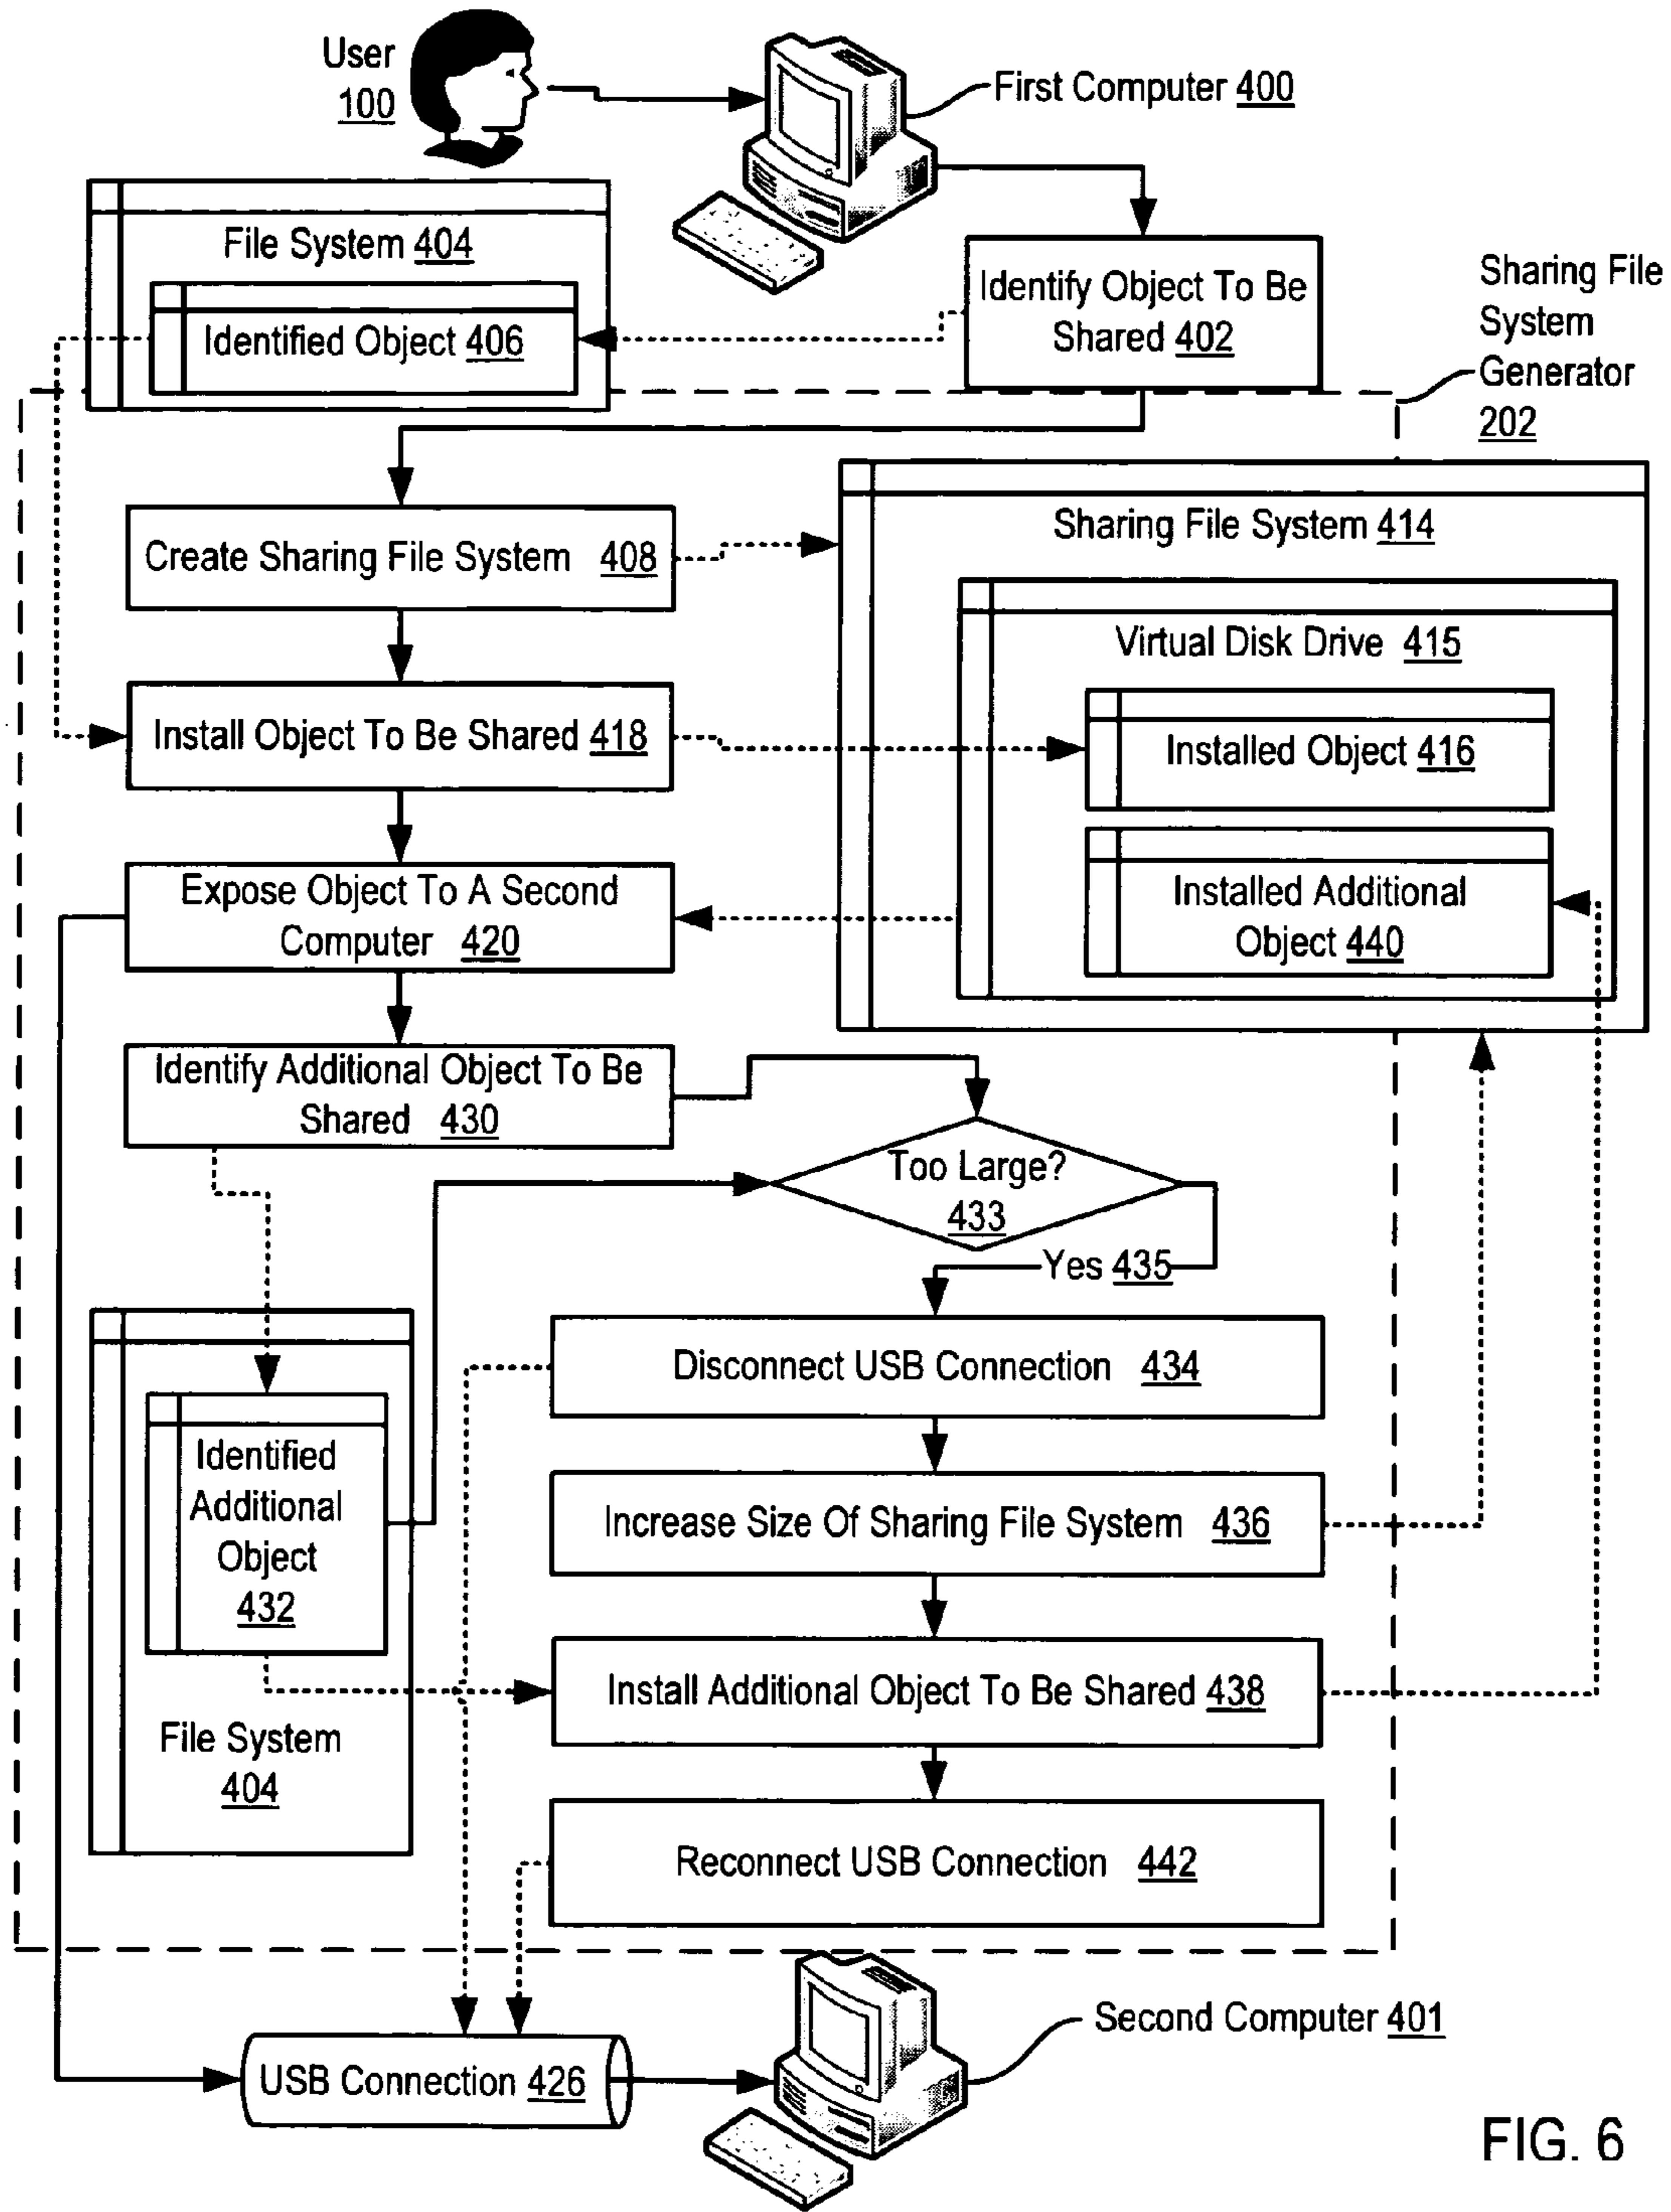 User
100
First Computer 400
File System 404
Identified Object 406
Identify Object To Be
Shared 402
Sharing File
System
Generator
202
Create Sharing File System 408
Sharing File System 414
Virtual Disk Drive 415
Install Object To Be Shared 418
Installed Object 416
Expose Object To A Second
Computer 420
Installed Additional
Object 440
Identify Additional Object To Be
Shared 430
Too Large?
433
Yes 435
Disconnect USB Connection 434
Identified
Additional
Object
432
Increase Size Of Sharing File System 436
Install Additional Object To Be Shared 438
File System
404
Reconnect USB Connection 442
Second Computer 401
USB Connection 426
FIG. 6